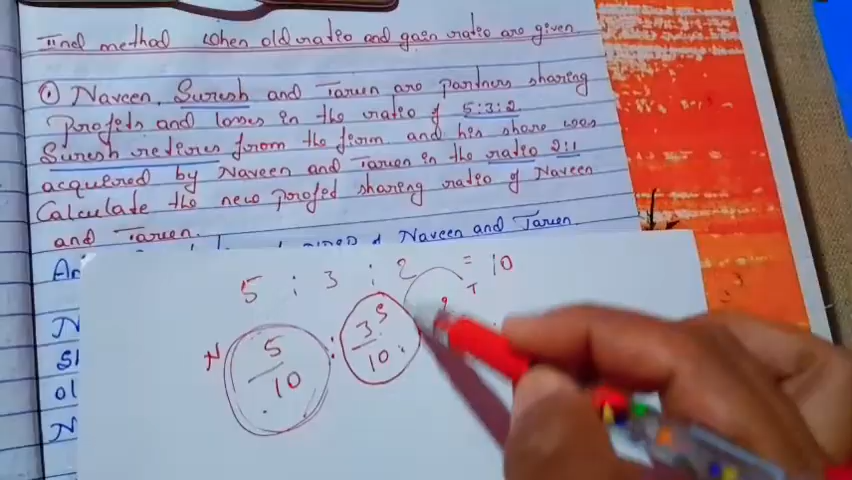 IInd method when old ratio and gain ratio are given
① Naveen, Suresh and Tarun are partners sharing
Profits and losses in the ratio of 5:3:2
Suresh retires from the firm and his share was
acquired by Naveen and Tarun in the ratio 2:1
Calculate the new profit sharing ratio of Naveen
and Tarun.
Naveen and Tarun
5 : 3 : 2 = 10
N 5/10 : S 3/10 T